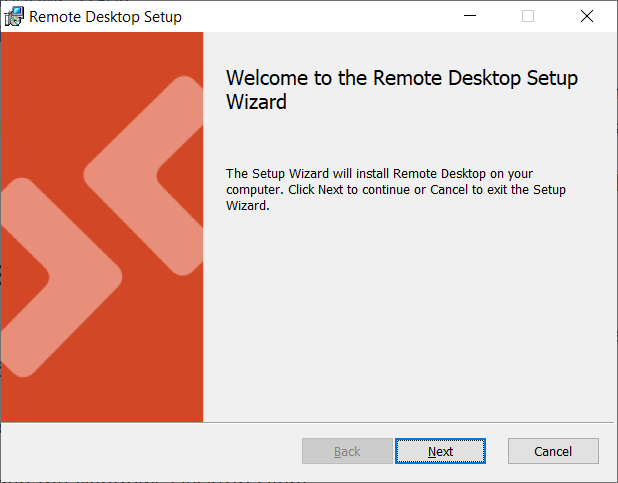 Remote Desktop Setup
Welcome to the Remote Desktop Setup
Wizard
The Setup Wizard will install Remote Desktop on your
computer. Click Next to continue or Cancel to exit the Setup
Wizard.
Back
Next
Cancel